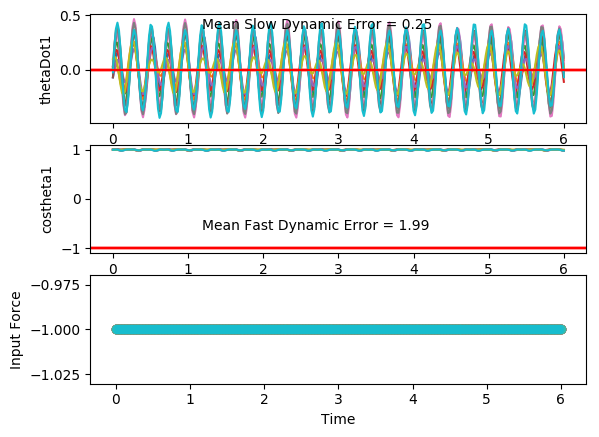 0.5
Mean Slow Dynamic Error = 0.25
thetaDot1
0.0
0 1 2 3 4 5 6
1
costheta1
0
Mean Fast Dynamic Error = 1.99
−1
0 1 2 3 4 5 6
−0.975
Input Force
−1.000
−1.025
0 1 2 3 4 5 6
Time